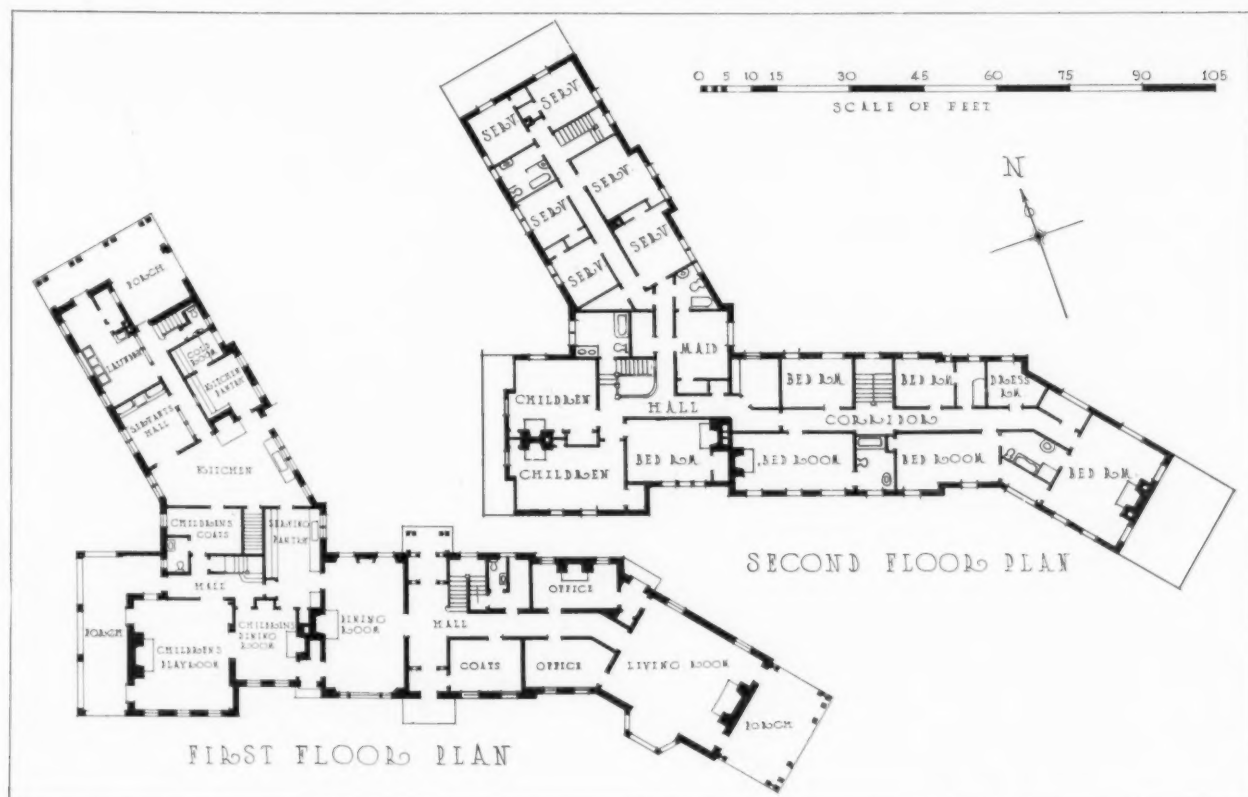 0 5 10 15 30 45 60 75 90 105
SCALE OF FEET
N
SERV.
SERV.
SERV.
SERV.
SERV.
SERV.
MAID
CHILDREN
HALL
BED RM.
BED RM.
DRESS
RM.
CORRIDOR
CHILDREN
BED RM.
BED ROOM
BED ROOM
BED RM.
SECOND FLOOR PLAN
PORCH
LAUNDRY
COLD
ROOM
KITCHEN
PANTRY
SERVANTS
HALL
KITCHEN
CHILDREN'S
COATS
SERVING
PANTRY
HALL
PORCH
CHILDREN'S
PLAYROOM
CHILDREN'S
DINING
ROOM
DINING
ROOM
HALL
COATS
OFFICE
OFFICE
LIVING ROOM
PORCH
FIRST FLOOR PLAN